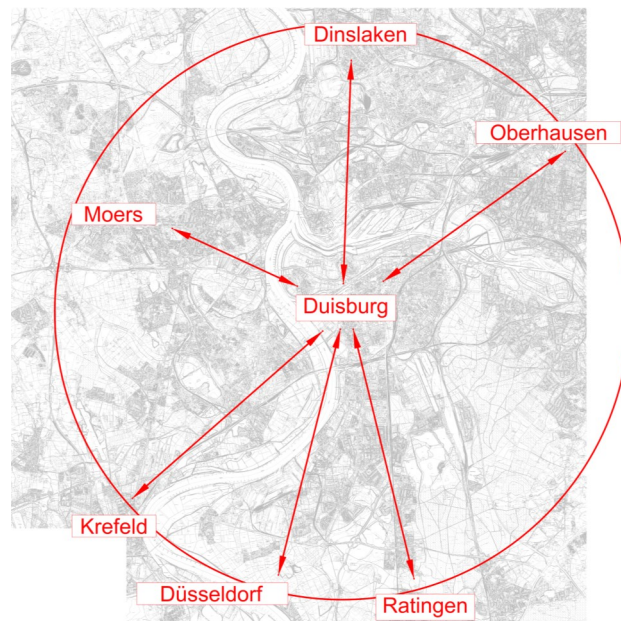 Dinslaken
Oberhausen
Moers
Duisburg
Krefeld
Düsseldorf
Ratingen